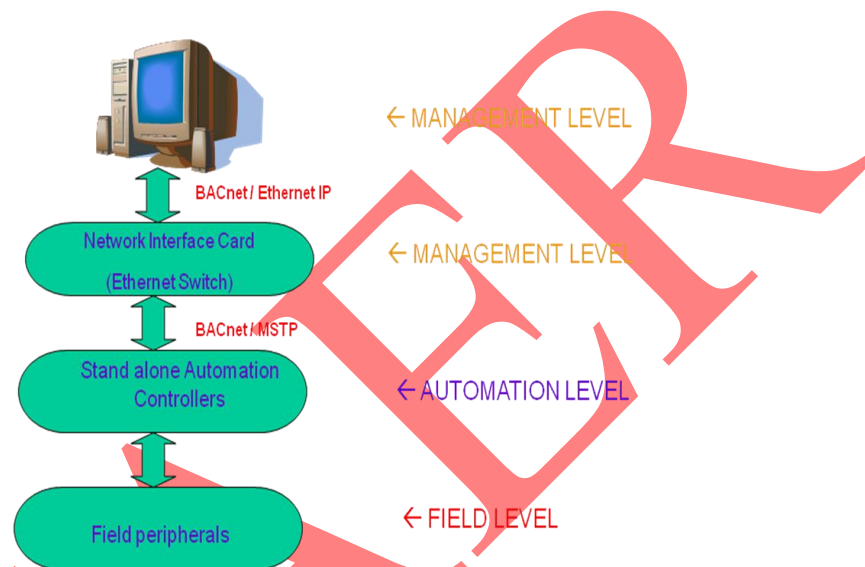 ← MANAGEMENT LEVEL
BACnet / Ethernet IP
Network Interface Card
(Ethernet Switch)
← MANAGEMENT LEVEL
BACnet / MSTP
Stand alone Automation
Controllers
← AUTOMATION LEVEL
Field peripherals
← FIELD LEVEL
ER